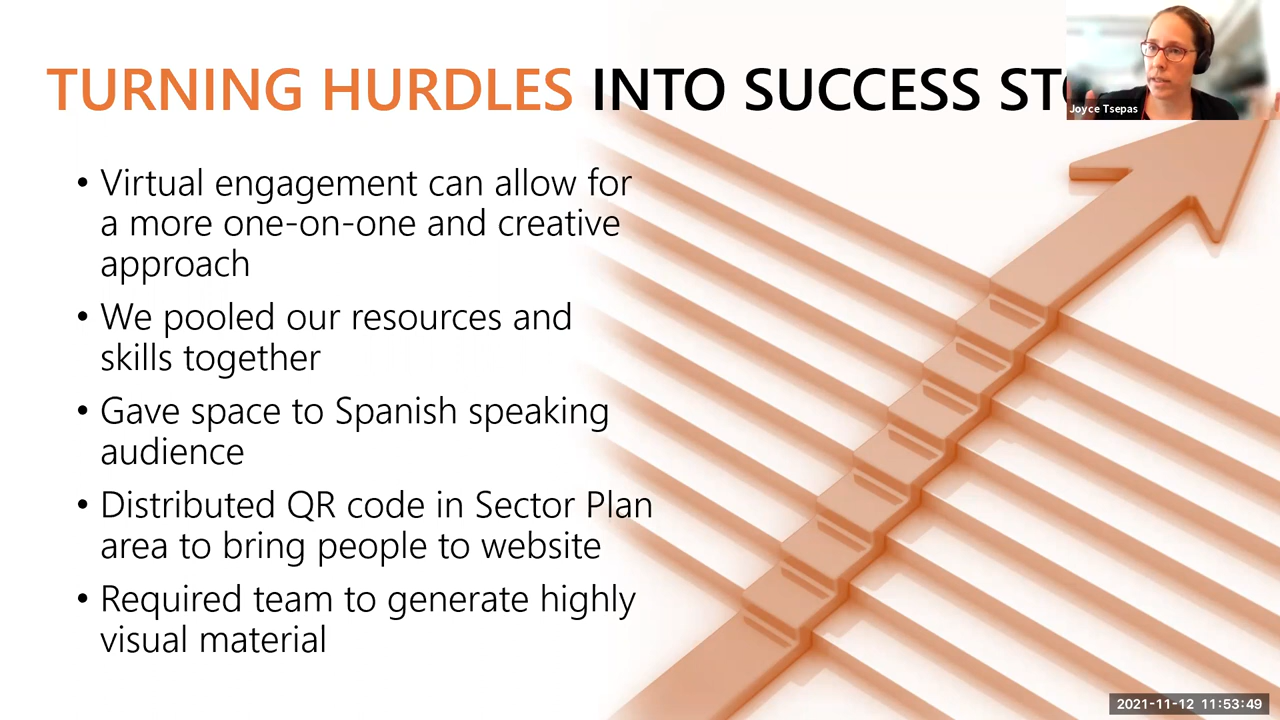 TURNING HURDLES INTO SUCCESS
Joyce Tsepas
• Virtual engagement can allow for
a more one-on-one and creative
approach
• We pooled our resources and
skills together
• Gave space to Spanish speaking
audience
• Distributed QR code in Sector Plan
area to bring people to website
• Required team to generate highly
visual material
2021-11-12 11:53:49